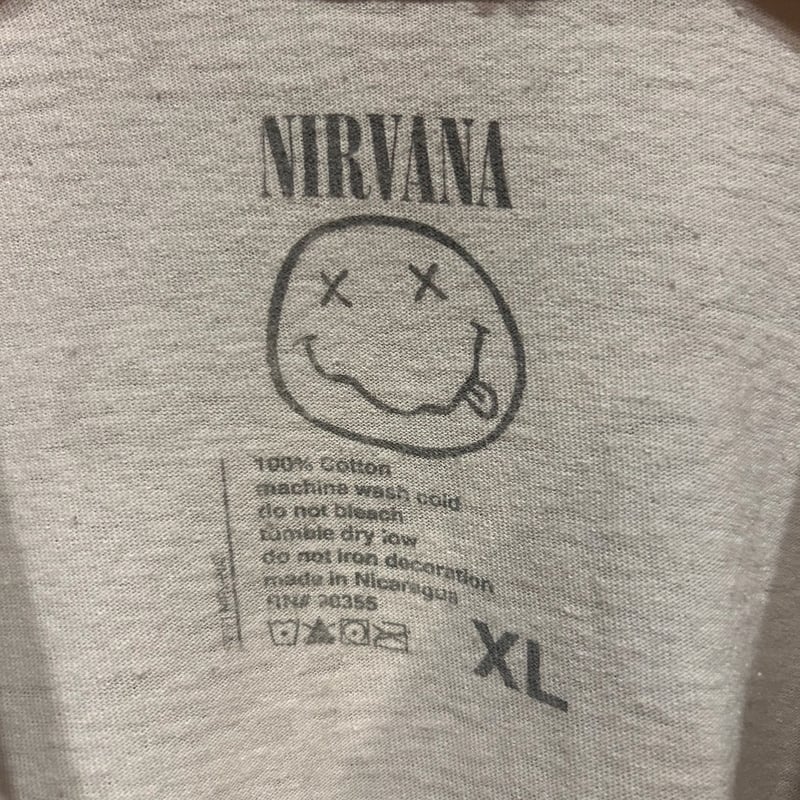 NIRVANA
100% Cotton
machine wash cold
do not bleach
tumble dry low
do not iron decoration
made in Nicaragua
RN# 20355
XL